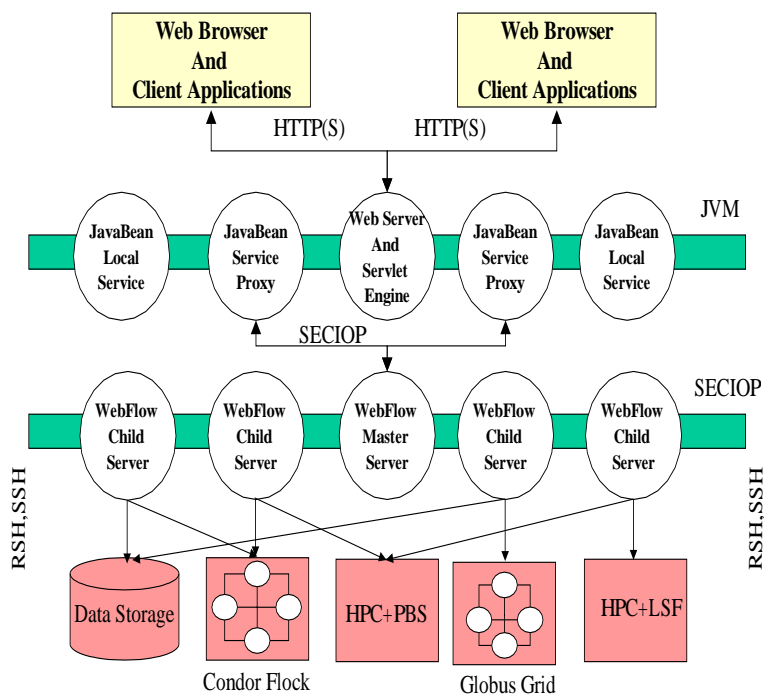 Web Browser
And
Client Applications
Web Browser
And
Client Applications
HTTP(S)
HTTP(S)
JVM
JavaBean
Local
Service
JavaBean
Service
Proxy
Web Server
And
Servlet
Engine
JavaBean
Service
Proxy
JavaBean
Local
Service
SECIOP
SECIOP
WebFlow
Child
Server
WebFlow
Child
Server
WebFlow
Master
Server
WebFlow
Child
Server
WebFlow
Child
Server
RSH,SSH
RSH,SSH
Data Storage
HPC+PBS
HPC+LSF
Condor Flock
Globus Grid